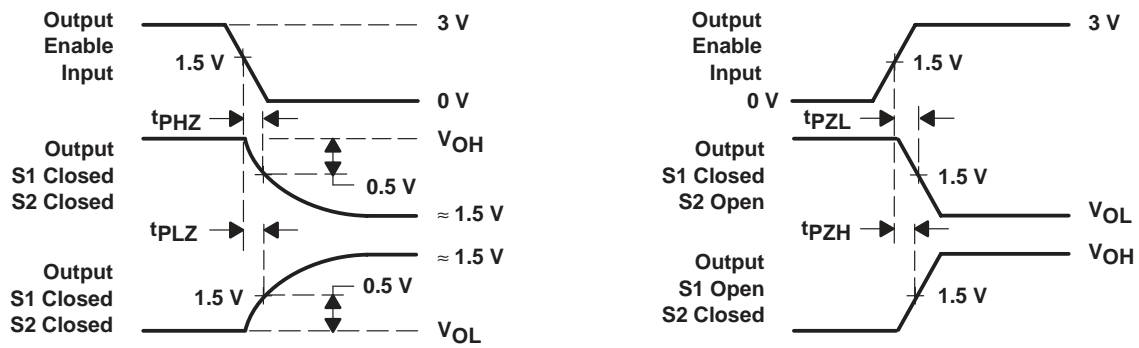 Output
Enable
Input
1.5 V
3 V
0 V
tPHZ
Output
S1 Closed
S2 Closed
VOH
0.5 V
≈ 1.5 V
tPLZ
Output
S1 Closed
S2 Closed
1.5 V
≈ 1.5 V
0.5 V
VOL
Output
Enable
Input
0 V
3 V
1.5 V
tPZL
Output
S1 Closed
S2 Open
1.5 V
VOL
tPZH
Output
S1 Open
S2 Closed
VOH
1.5 V